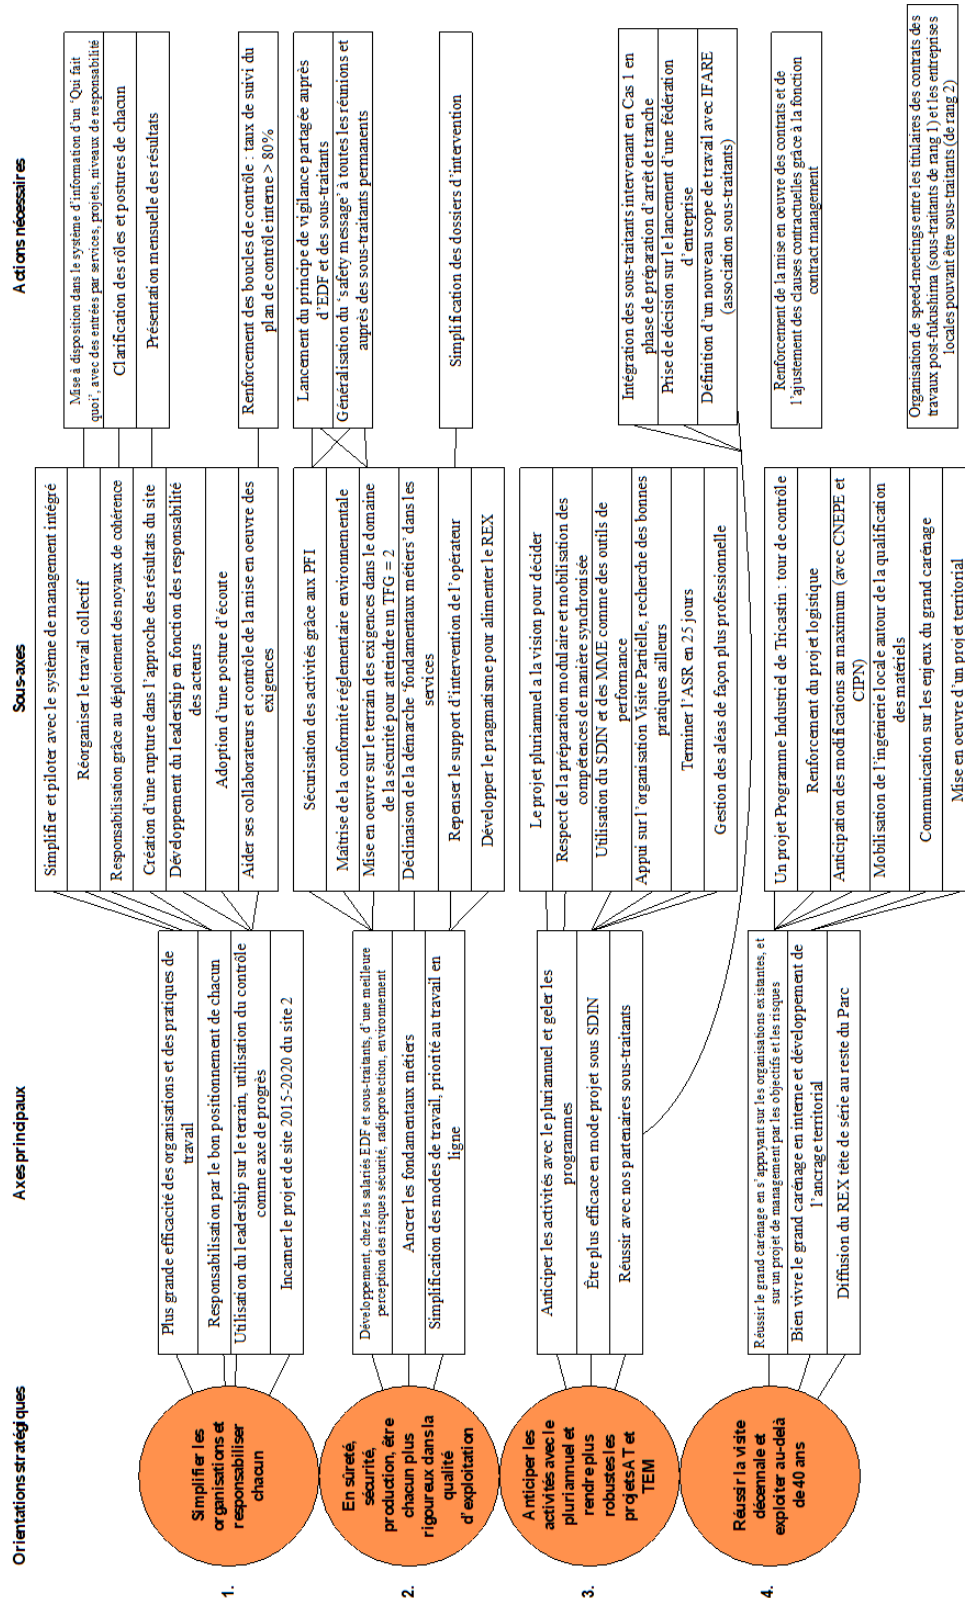 Orientations stratégiques
Axes principaux
Sous-axes
Actions nécessaires
1.
Simplifier les
organisations et
responsabiliser
chacun
Plus grande efficacité des organisations et des pratiques de
travail
Responsabilisation par le bon positionnement de chacun
Utilisation du leadership sur le terrain, utilisation du contrôle
comme axe de progrès
Incarner le projet de site 2015-2020 du site 2
Simplifier et piloter avec le système de management intégré
Réorganiser le travail collectif
Responsabilisation grâce au déploiement des noyaux de cohérence
Création d'une rupture dans l'approche des résultats du site
Développement du leadership en fonction des responsabilité
des acteurs
Adoption d'une posture d'écoute
Aider ses collaborateurs et contrôle de la mise en oeuvre des
exigences
Mise à disposition dans le système d'information d'un 'Qui fait
quoi', avec des entrées par services, projets, niveaux de responsabilité
Clarification des rôles et postures de chacun
Présentation mensuelle des résultats
Renforcement des boucles de contrôle : taux de suivi du
plan de contrôle interne > 80%
2.
En sûreté,
sécurité,
production, être
chacun plus
rigoureux dans la
qualité
d'exploitation
Développement, chez les salariés EDF et sous-traitants, d'une meilleure
perception des risques sécurité, radioprotection, environnement
Ancrer les fondamentaux métiers
Simplification des modes de travail, priorité au travail en
ligne
Sécurisation des activités grâce aux PFI
Maîtrise de la conformité réglementaire environnementale
Mise en oeuvre sur le terrain des exigences dans le domaine
de la sécurité pour atteindre un TFG = 2
Déclinaison de la démarche 'fondamentaux métiers' dans les
services
Repenser le support d'intervention de l'opérateur
Développer le pragmatisme pour alimenter le REX
Lancement du principe de vigilance partagée auprès
d'EDF et des sous-traitants
Généralisation du 'safety message' à toutes les réunions et
auprès des sous-traitants permanents
Simplification des dossiers d'intervention
3.
Anticiper les
activités avec le
pluriannuel et
rendre plus
robustes les
projets AT et
TEM
Anticiper les activités avec le pluriannuel et geler les
programmes
Être plus efficace en mode projet sous SDIN
Réussir avec nos partenaires sous-traitants
Le projet pluriannuel a la vision pour décider
Respect de la préparation modulaire et mobilisation des
compétences de manière synchronisée
Utilisation du SDIN et des MME comme des outils de
performance
Appui sur l'organisation Visite Partielle, recherche des bonnes
pratiques ailleurs
Terminer l'ASR en 25 jours
Gestion des aléas de façon plus professionnelle
Intégration des sous-traitants intervenant en Cas 1 en
phase de préparation d'arrêt de tranche
Prise de décision sur le lancement d'une fédération
d'entreprise
Définition d'un nouveau scope de travail avec IFARE
(association sous-traitants)
4.
Réussir la visite
décennale et
exploiter au-delà
de 40 ans
Réussir le grand carénage en s'appuyant sur les organisations existantes, et
sur un projet de management par les objectifs et les risques
Bien vivre le grand carénage en interne et développement de
l'ancrage territorial
Diffusion du REX tête de série au reste du Parc
Un projet Programme Industriel de Tricastin : tour de contrôle
Renforcement du projet logistique
Anticipation des modifications au maximum (avec CNEPE et
CIPN)
Mobilisation de l'ingénierie locale autour de la qualification
des matériels
Communication sur les enjeux du grand carénage
Mise en oeuvre d'un projet territorial
Renforcement de la mise en oeuvre des contrats et de
l'ajustement des clauses contractuelles grâce à la fonction
contract management
Organisation de speed-meetings entre les titulaires des contrats des
travaux post-fukushima (sous-traitants de rang 1) et les entreprises
locales pouvant être sous-traitants (de rang 2)